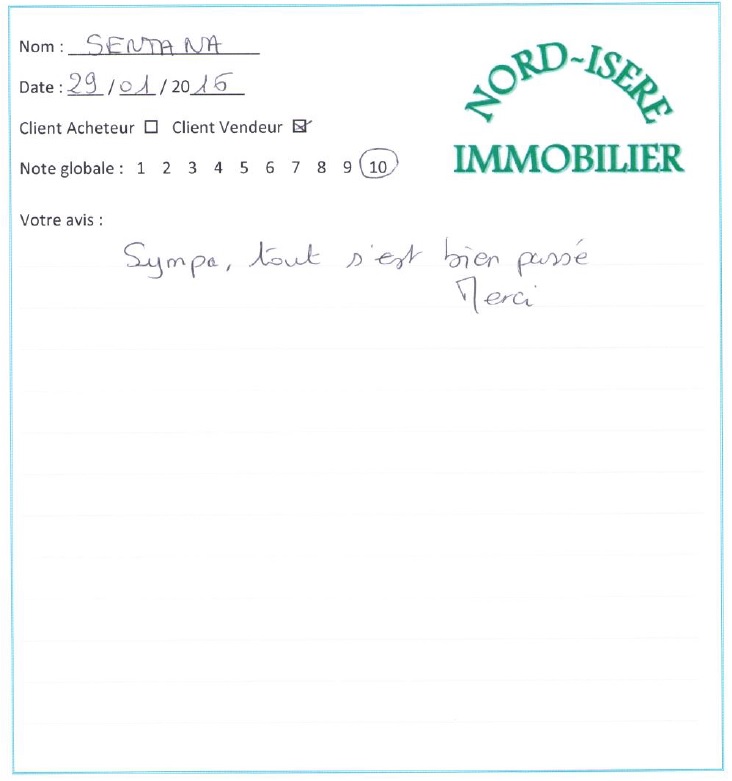 Nom : SENTANA
Date : 29 / 01 / 2016
Client Acheteur ☐ Client Vendeur ☒
Note globale : 1 2 3 4 5 6 7 8 9 10
NORD-ISERE
IMMOBILIER
Votre avis :
Sympa, tout s'est bien passé
Merci